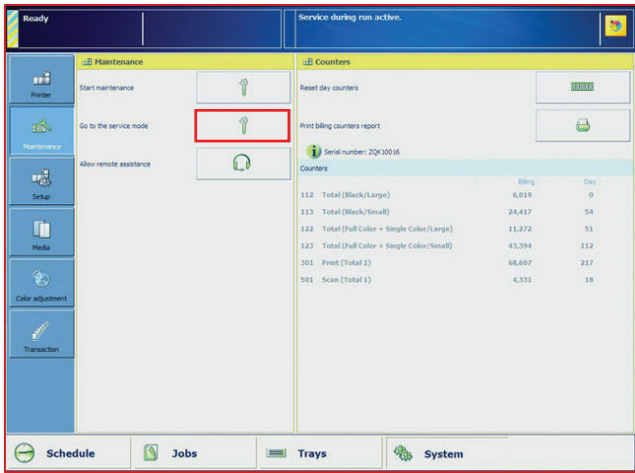 Ready
Service during run active.
Maintenance
Counters
Printer
Maintenance
Setup
Media
Color adjustment
Transaction
Start maintenance
Go to the service mode
Allow remote assistance
Reset day counters
Print billing counters report
Serial number: ZQK10016
Counters
Billing Day
112 Total (Black/Large) 6,019 0
113 Total (Black/Small) 24,417 54
122 Total (Full Color + Single Color/Large) 11,272 51
123 Total (Full Color + Single Color/Small) 43,394 112
301 Print (Total 1) 68,607 217
501 Scan (Total 1) 4,331 18
Schedule
Jobs
Trays
System